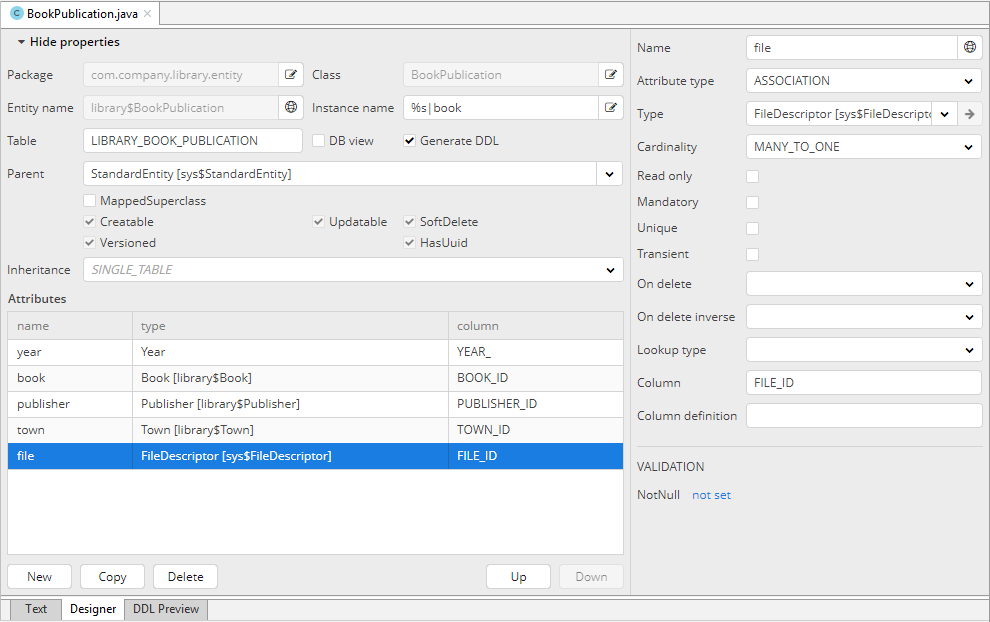 C BookPublication.java ×
Hide properties
Package com.company.library.entity Class BookPublication
Entity name library$BookPublication Instance name %s|book
Table LIBRARY_BOOK_PUBLICATION DB view Generate DDL
Parent StandardEntity [sys$StandardEntity]
MappedSuperclass
Creatable Updatable SoftDelete
Versioned HasUuid
Inheritance SINGLE_TABLE
Attributes
name type column
year Year YEAR_
book Book [library$Book] BOOK_ID
publisher Publisher [library$Publisher] PUBLISHER_ID
town Town [library$Town] TOWN_ID
file FileDescriptor [sys$FileDescriptor] FILE_ID
New Copy Delete Up Down
Name file
Attribute type ASSOCIATION
Type FileDescriptor [sys$FileDescripto
Cardinality MANY_TO_ONE
Read only
Mandatory
Unique
Transient
On delete
On delete inverse
Lookup type
Column FILE_ID
Column definition
VALIDATION
NotNull not set
Text Designer DDL Preview